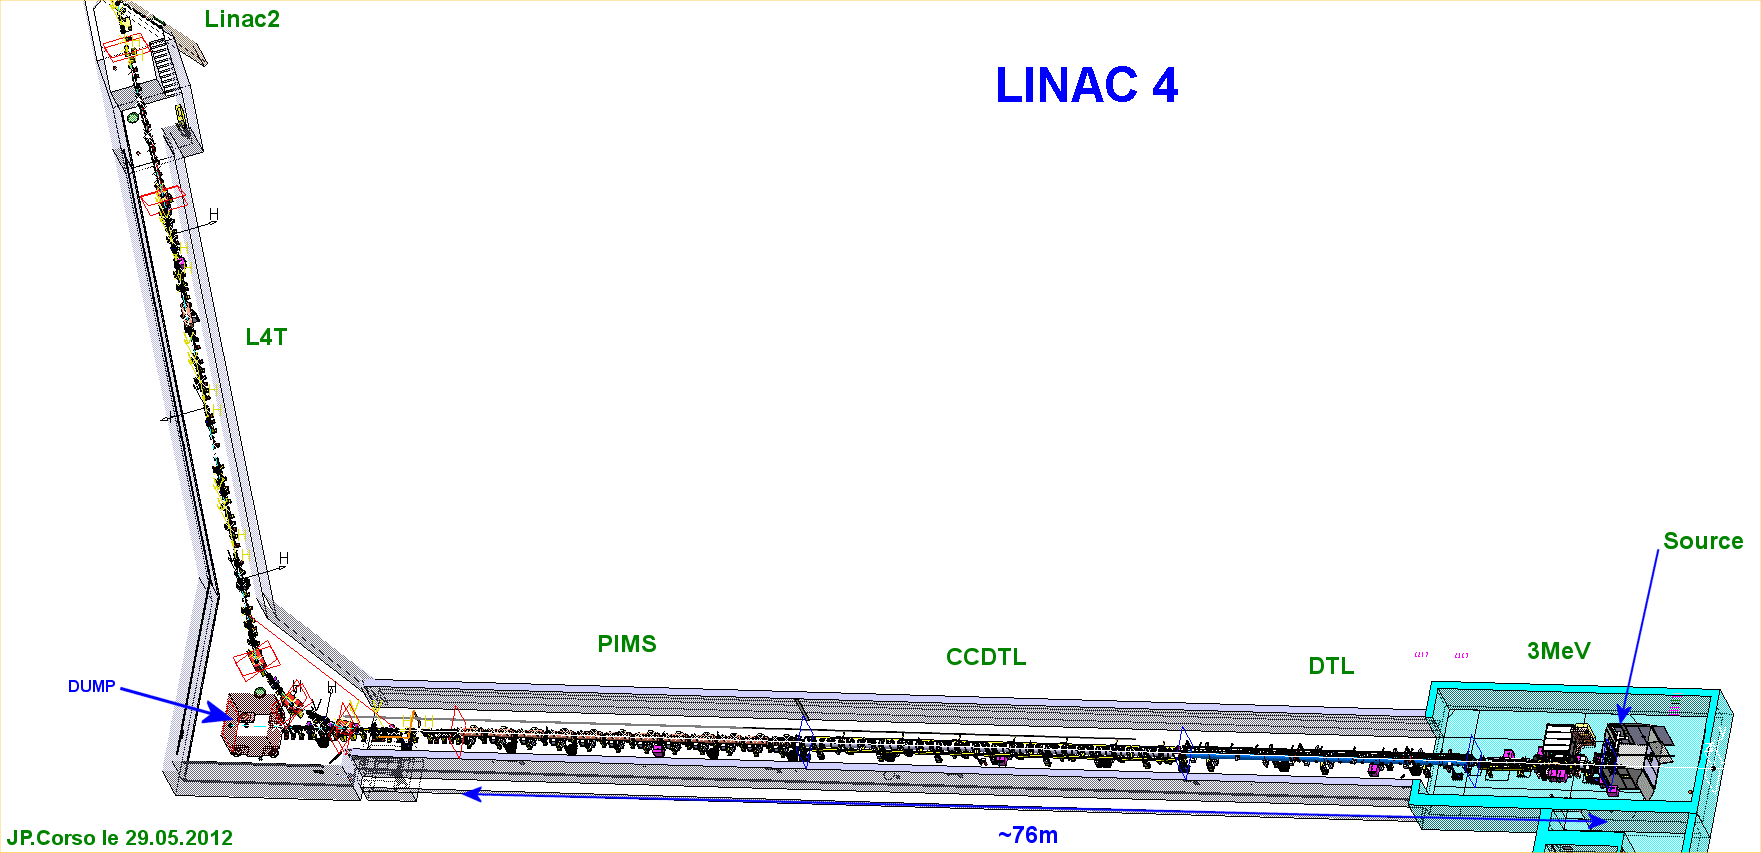 Linac2
LINAC 4
H
L4T
H
Source
PIMS
CCDTL
DTL
3MeV
DUMP
H
V
~76m
JP.Corso le 29.05.2012